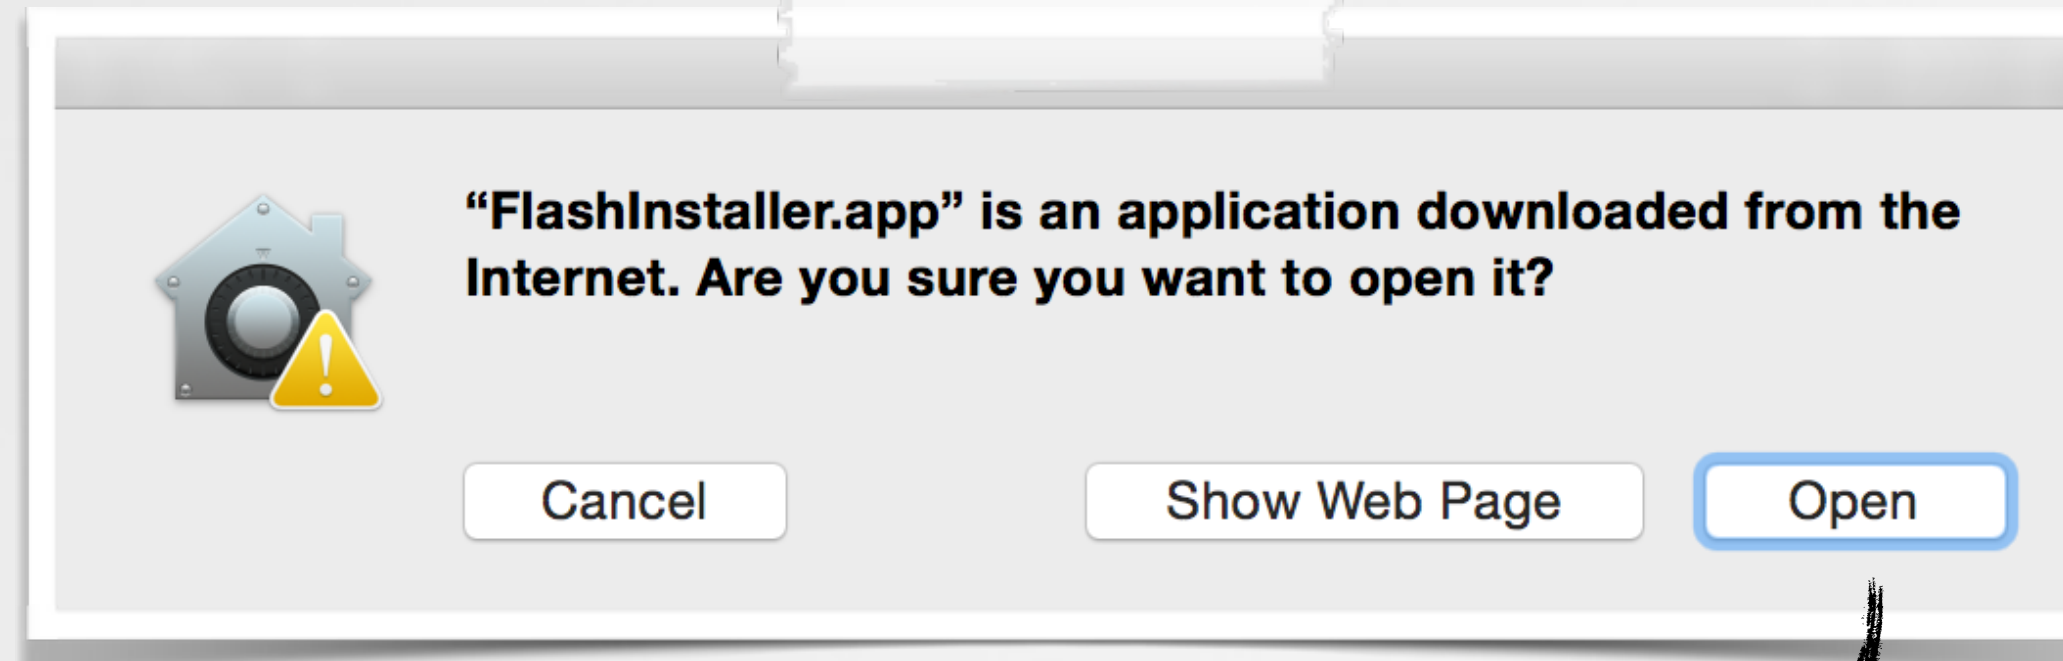 “FlashInstaller.app” is an application downloaded from the
Internet. Are you sure you want to open it?
Cancel
Show Web Page
Open